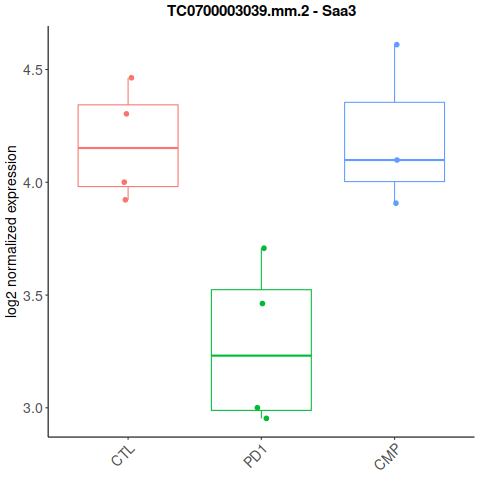 TC0700003039.mm.2 - Saa3
log2 normalized expression
4.5
4.0
3.5
3.0
CTL
PD1
CMP